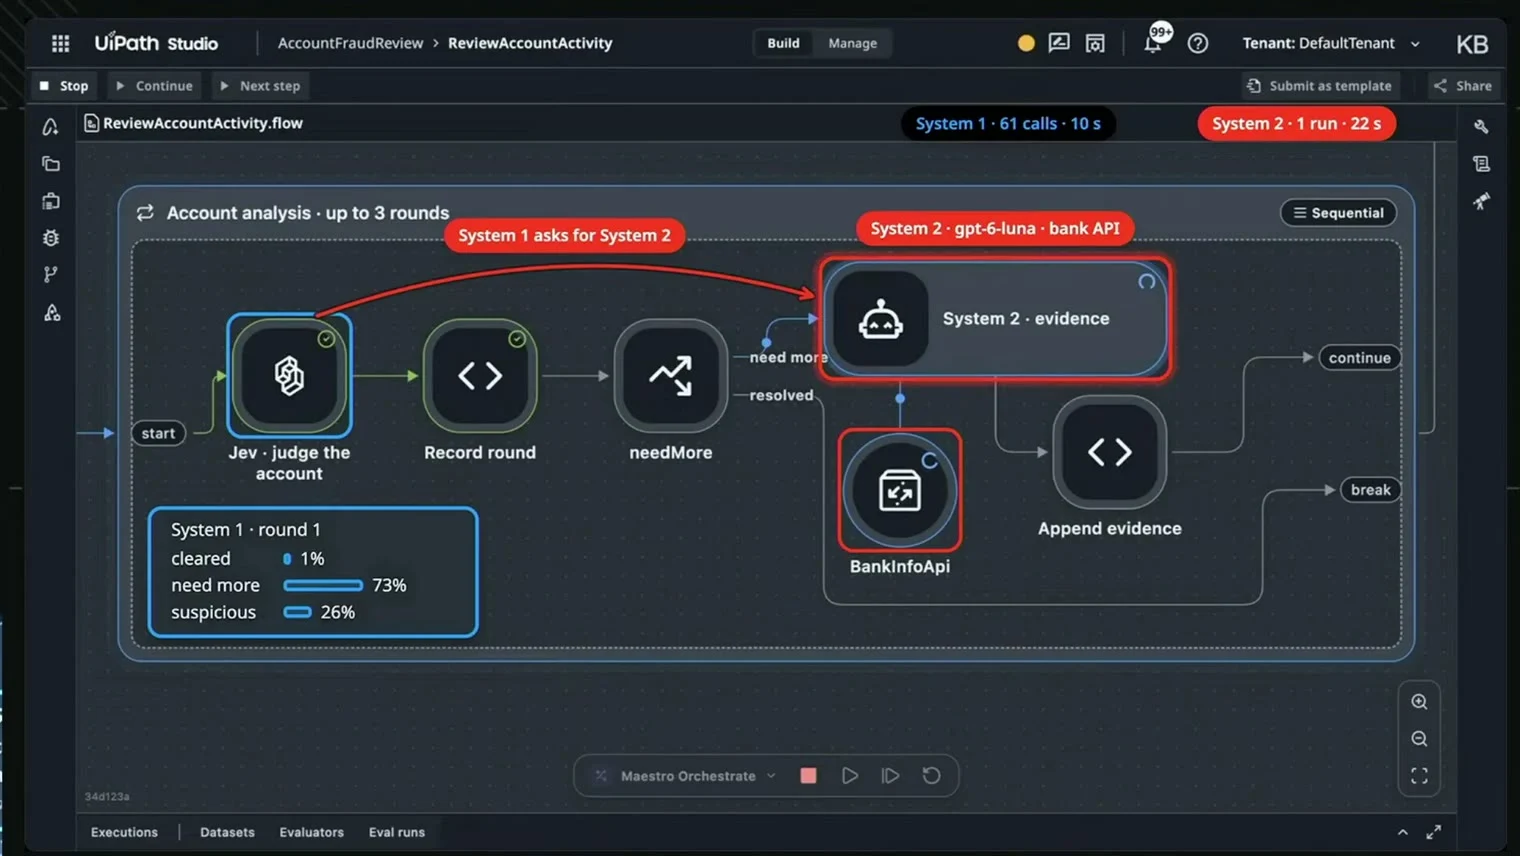 UiPath Studio
AccountFraudReview › ReviewAccountActivity
Build
Manage
99+
Tenant: DefaultTenant
KB
Stop
Continue
Next step
Submit as template
Share
ReviewAccountActivity.flow
System 1 · 61 calls · 10 s
System 2 · 1 run · 22 s
Account analysis · up to 3 rounds
Sequential
System 1 asks for System 2
System 2 · gpt-6-luna · bank API
System 2 · evidence
need more
resolved
continue
start
Jev · judge the
account
Record round
needMore
break
Append evidence
BankInfoApi
System 1 · round 1
cleared 1%
need more 73%
suspicious 26%
Maestro Orchestrate
34d123a
Executions
Datasets
Evaluators
Eval runs